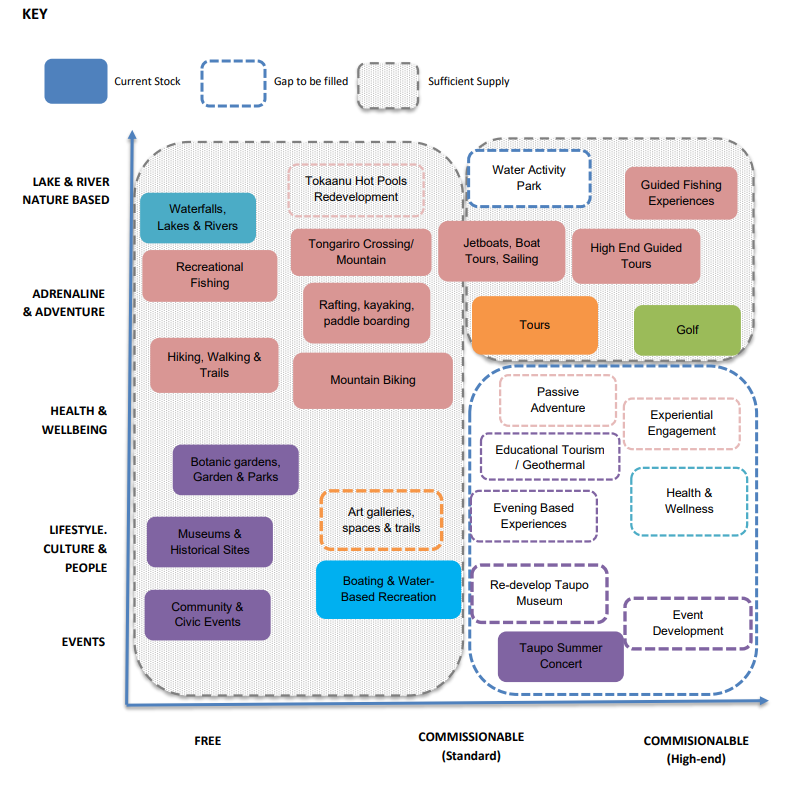 KEY
Current Stock
Gap to be filled
Sufficient Supply
LAKE & RIVER
NATURE BASED
ADRENALINE
& ADVENTURE
HEALTH &
WELLBEING
LIFESTYLE.
CULTURE &
PEOPLE
EVENTS
Waterfalls,
Lakes & Rivers
Recreational
Fishing
Hiking, Walking &
Trails
Botanic gardens,
Garden & Parks
Museums &
Historical Sites
Community &
Civic Events
Tokaanu Hot Pools
Redevelopment
Tongariro Crossing/
Mountain
Rafting, kayaking,
paddle boarding
Mountain Biking
Art galleries,
spaces & trails
Boating & Water-
Based Recreation
Water Activity
Park
Guided Fishing
Experiences
Jetboats, Boat
Tours, Sailing
High End Guided
Tours
Tours
Golf
Passive
Adventure
Experiential
Engagement
Educational Tourism
/ Geothermal
Evening Based
Experiences
Health &
Wellness
Re-develop Taupo
Museum
Event
Development
Taupo Summer
Concert
FREE
COMMISSIONABLE
(Standard)
COMMISIONALBLE
(High-end)